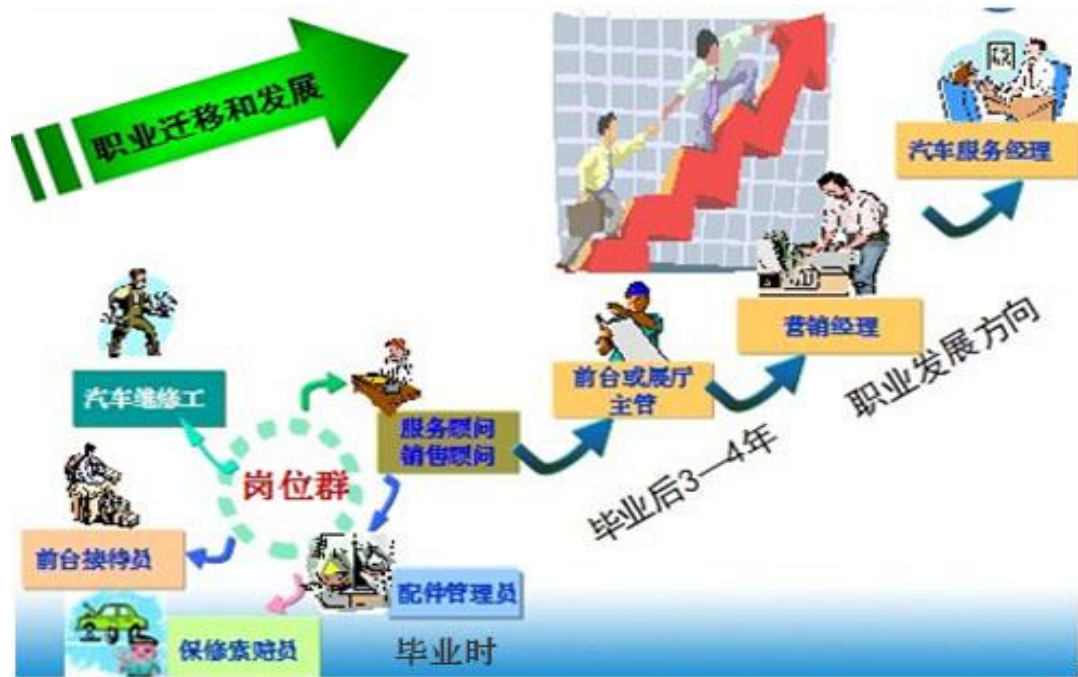 职业迁移和发展
汽车服务经理
营销经理
职业发展方向
前台或展厅
主管
毕业后3—4年
汽车维修工
服务顾问
销售顾问
岗位群
前台接待员
配件管理员
保修索赔员
毕业时